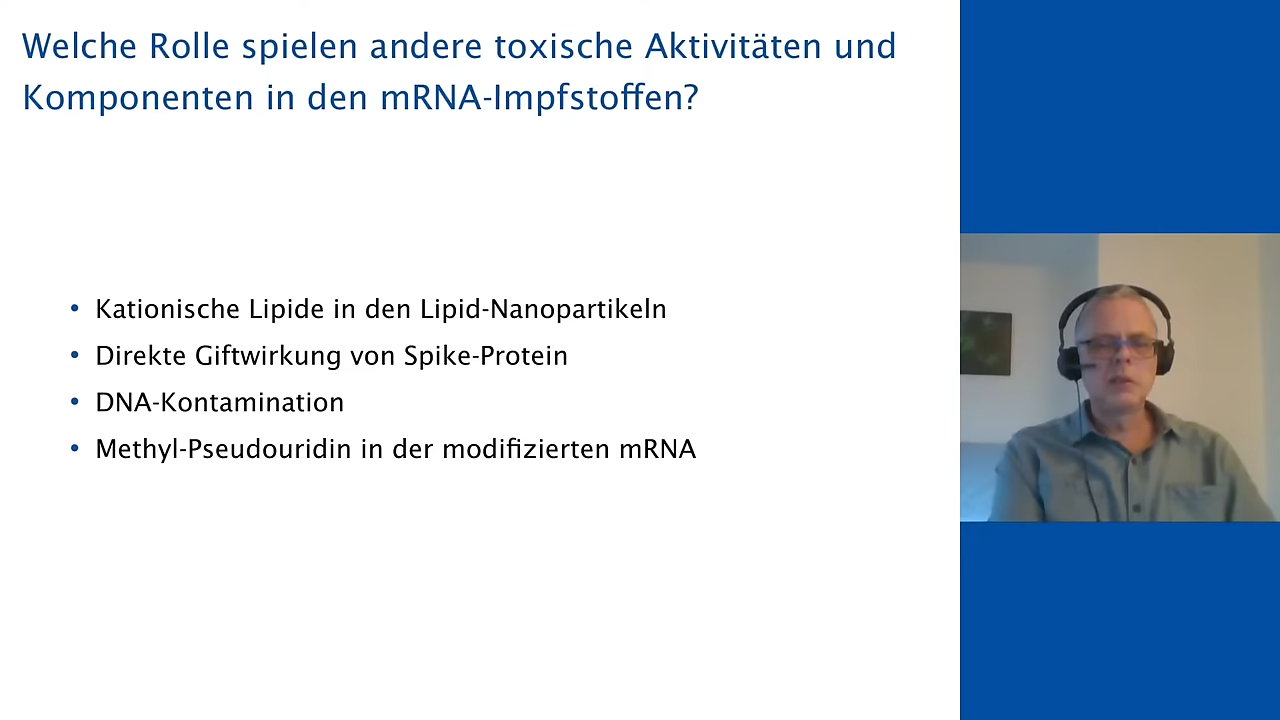 Welche Rolle spielen andere toxische Aktivitäten und
Komponenten in den mRNA-Impfstoffen?
• Kationische Lipide in den Lipid-Nanopartikeln
• Direkte Giftwirkung von Spike-Protein
• DNA-Kontamination
• Methyl-Pseudouridin in der modifizierten mRNA